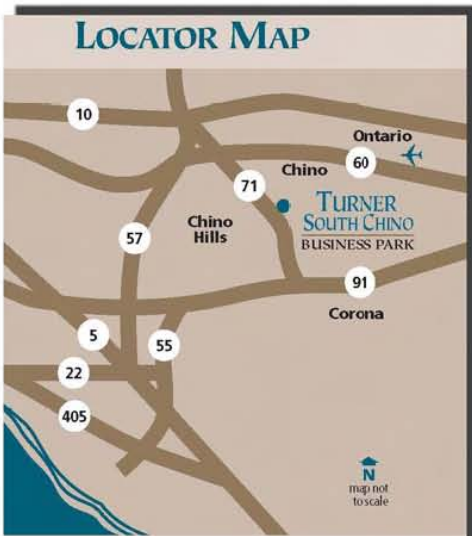 LOCATOR MAP
10
Ontario
60
Chino
71
TURNER
SOUTH CHINO
BUSINESS PARK
Chino
Hills
57
91
Corona
5
55
22
405
N
map not
to scale